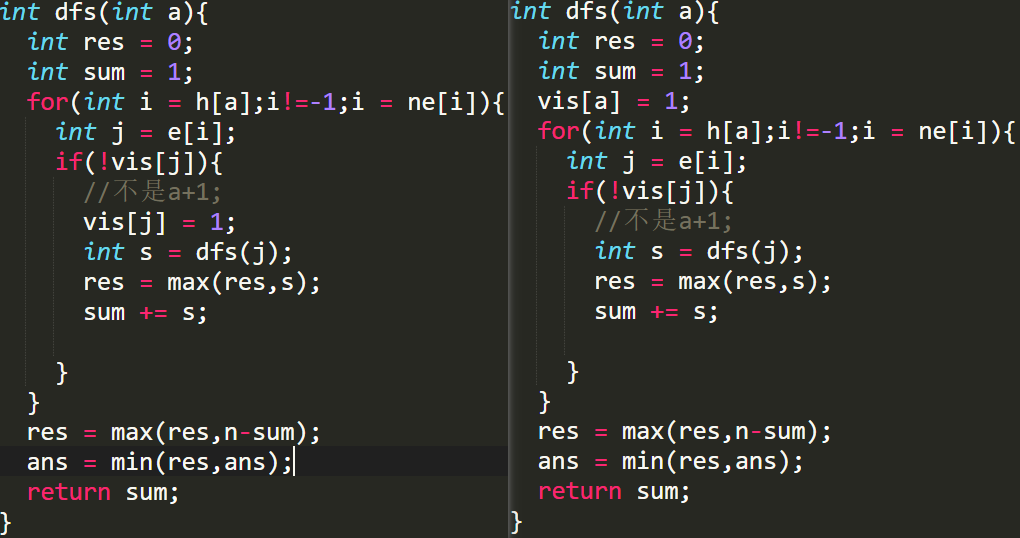 int dfs(int a){
  int res = 0;
  int sum = 1;
  for(int i = h[a];i!=-1;i = ne[i]){
    int j = e[i];
    if(!vis[j]){
      //不是a+1;
      vis[j] = 1;
      int s = dfs(j);
      res = max(res,s);
      sum += s;
    }
  }
  res = max(res,n-sum);
  ans = min(res,ans);
  return sum;
}
int dfs(int a){
  int res = 0;
  int sum = 1;
  vis[a] = 1;
  for(int i = h[a];i!=-1;i = ne[i]){
    int j = e[i];
    if(!vis[j]){
      //不是a+1;
      int s = dfs(j);
      res = max(res,s);
      sum += s;
    }
  }
  res = max(res,n-sum);
  ans = min(res,ans);
  return sum;
}